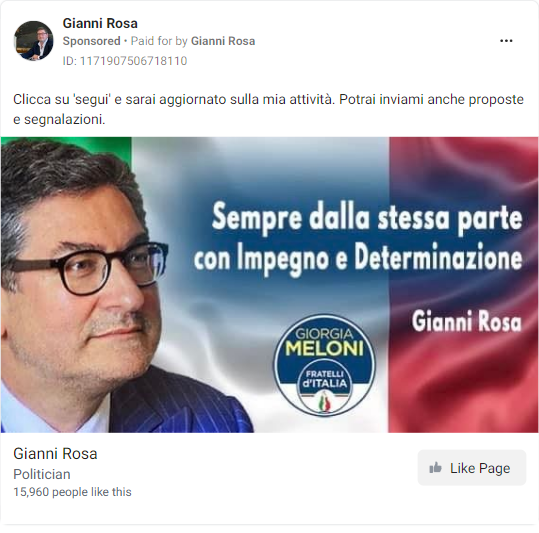 Gianni Rosa
Sponsored • Paid for by Gianni Rosa
ID: 1171907506718110
Clicca su 'segui' e sarai aggiornato sulla mia attività. Potrai inviami anche proposte
e segnalazioni.
Sempre dalla stessa parte
con Impegno e Determinazione
Gianni Rosa
GIORGIA
MELONI
FRATELLI
d'ITALIA
Gianni Rosa
Politician
15,960 people like this
Like Page